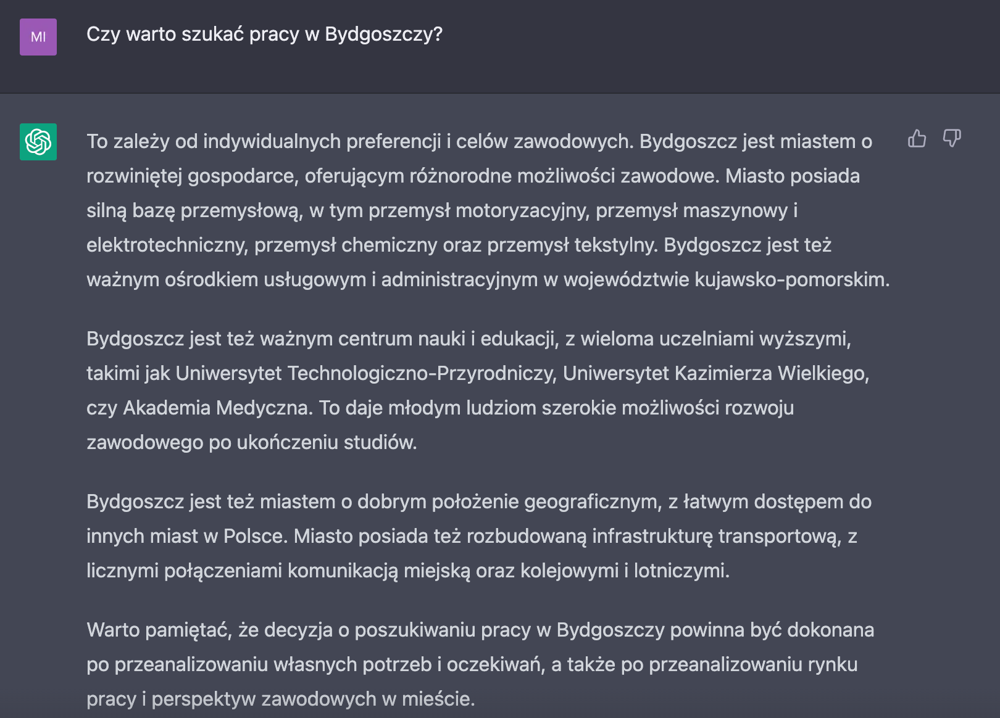 MI
Czy warto szukać pracy w Bydgoszczy?
To zależy od indywidualnych preferencji i celów zawodowych. Bydgoszcz jest miastem o
rozwiniętej gospodarce, oferującym różnorodne możliwości zawodowe. Miasto posiada
silną bazę przemysłową, w tym przemysł motoryzacyjny, przemysł maszynowy i
elektrotechniczny, przemysł chemiczny oraz przemysł tekstylny. Bydgoszcz jest też
ważnym ośrodkiem usługowym i administracyjnym w województwie kujawsko-pomorskim.
Bydgoszcz jest też ważnym centrum nauki i edukacji, z wieloma uczelniami wyższymi,
takimi jak Uniwersytet Technologiczno-Przyrodniczy, Uniwersytet Kazimierza Wielkiego,
czy Akademia Medyczna. To daje młodym ludziom szerokie możliwości rozwoju
zawodowego po ukończeniu studiów.
Bydgoszcz jest też miastem o dobrym położenie geograficznym, z łatwym dostępem do
innych miast w Polsce. Miasto posiada też rozbudowaną infrastrukturę transportową, z
licznymi połączeniami komunikacją miejską oraz kolejowymi i lotniczymi.
Warto pamiętać, że decyzja o poszukiwaniu pracy w Bydgoszczy powinna być dokonana
po przeanalizowaniu własnych potrzeb i oczekiwań, a także po przeanalizowaniu rynku
pracy i perspektyw zawodowych w mieście.